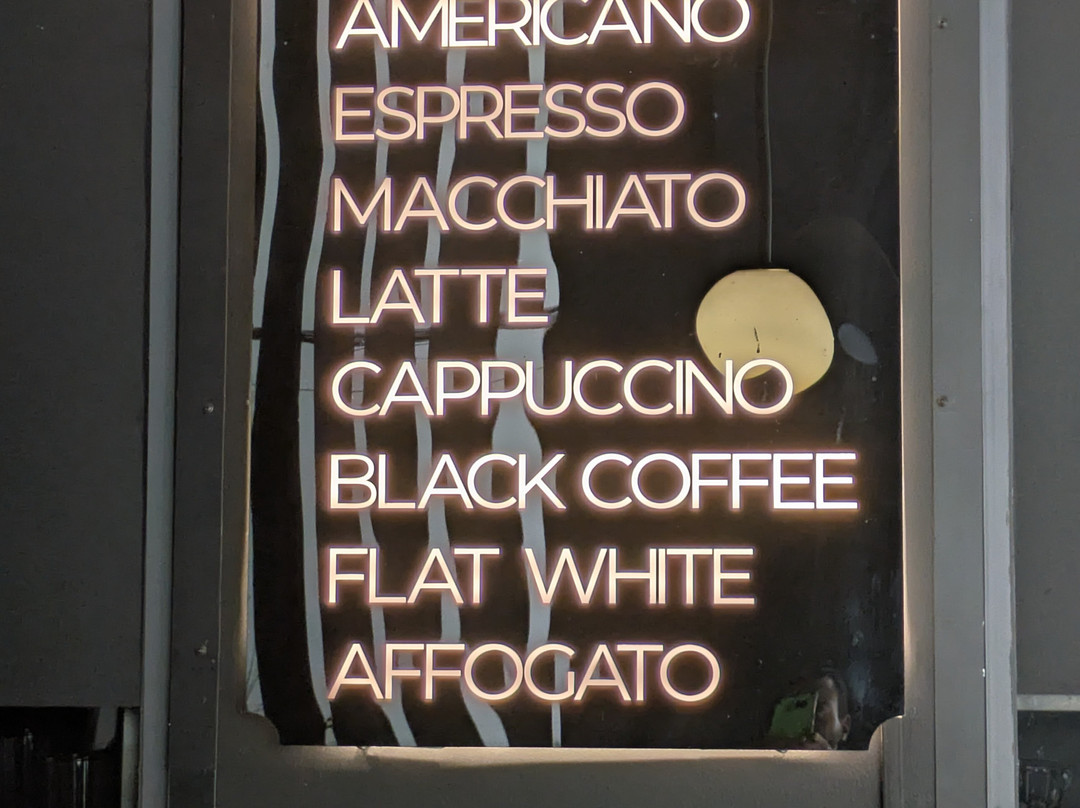 AMERICANO
ESPRESSO
MACCHIATO
LATTE
CAPPUCCINO
BLACK COFFEE
FLAT WHITE
AFFOGATO